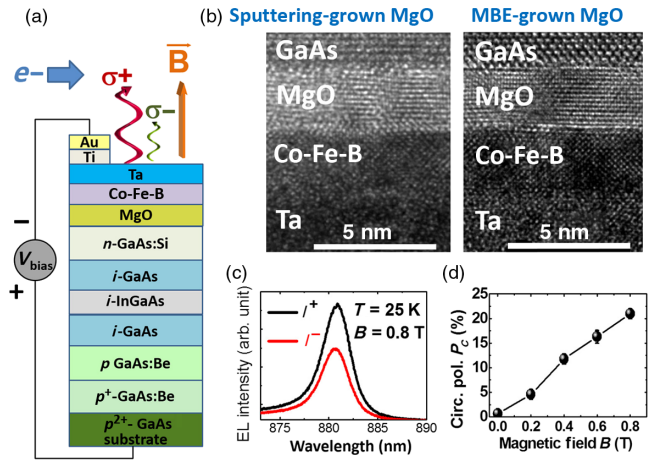 (a)
e−
σ+
σ−
B
Au
Ti
Ta
Co-Fe-B
MgO
n-GaAs:Si
i-GaAs
i-InGaAs
i-GaAs
p GaAs:Be
p+-GaAs:Be
p2+- GaAs
substrate
−
Vbias
+
(b)
Sputtering-grown MgO
GaAs
MgO
Co-Fe-B
Ta
5 nm
MBE-grown MgO
GaAs
MgO
Co-Fe-B
Ta
5 nm
(c)
EL intensity (arb. unit)
I+
I−
T = 25 K
B = 0.8 T
875 880 885 890
Wavelength (nm)
(d)
Circ. pol. Pc (%)
25
20
15
10
5
0
0.0 0.2 0.4 0.6 0.8
Magnetic field B (T)